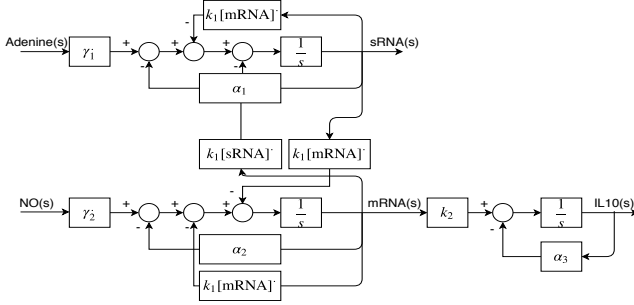 k₁[mRNA]˙
Adenine(s) γ₁ + - + - + - 1/s sRNA(s)
α₁
k₁[sRNA]˙ k₁[mRNA]˙
NO(s) γ₂ + - + - + - 1/s mRNA(s) k₂ + - 1/s IL10(s)
α₂ α₃
k₁[mRNA]˙